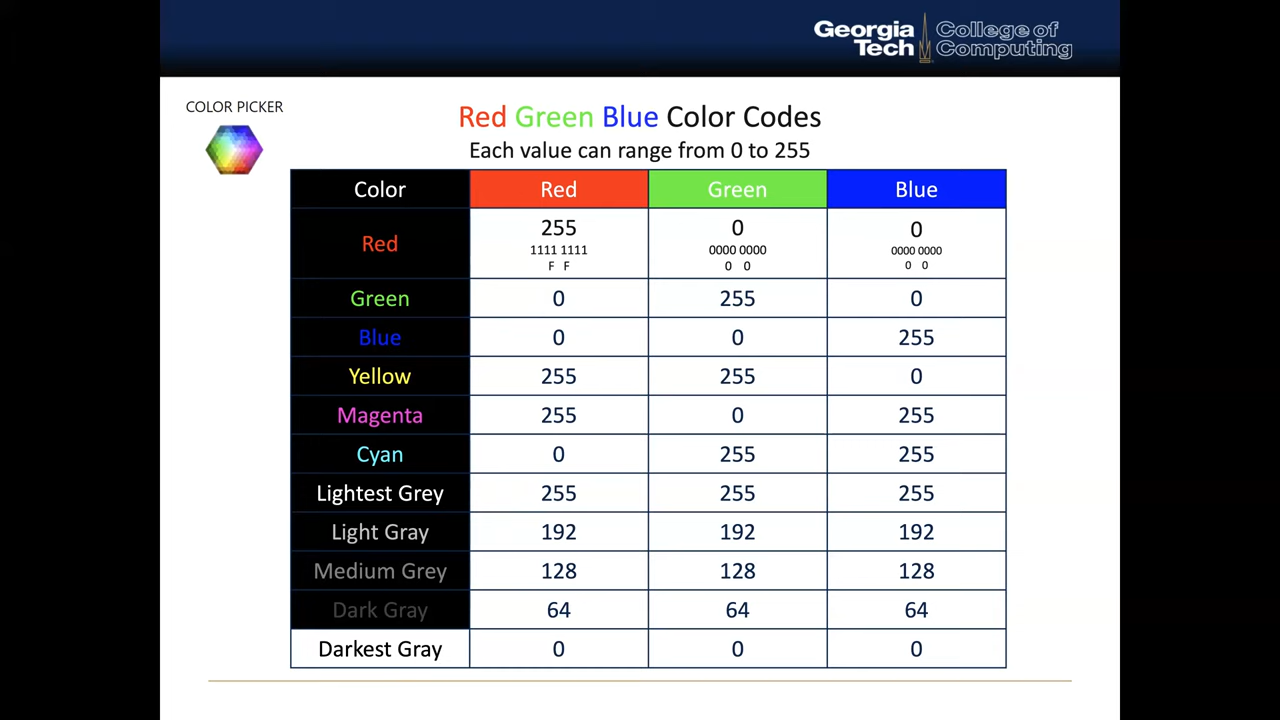 Georgia Tech
College of Computing
COLOR PICKER
Red Green Blue Color Codes
Each value can range from 0 to 255
Color Red Green Blue
Red 255 0 0
1111 1111 0000 0000 0000 0000
F F 0 0 0 0
Green 0 255 0
Blue 0 0 255
Yellow 255 255 0
Magenta 255 0 255
Cyan 0 255 255
Lightest Grey 255 255 255
Light Gray 192 192 192
Medium Grey 128 128 128
Dark Gray 64 64 64
Darkest Gray 0 0 0